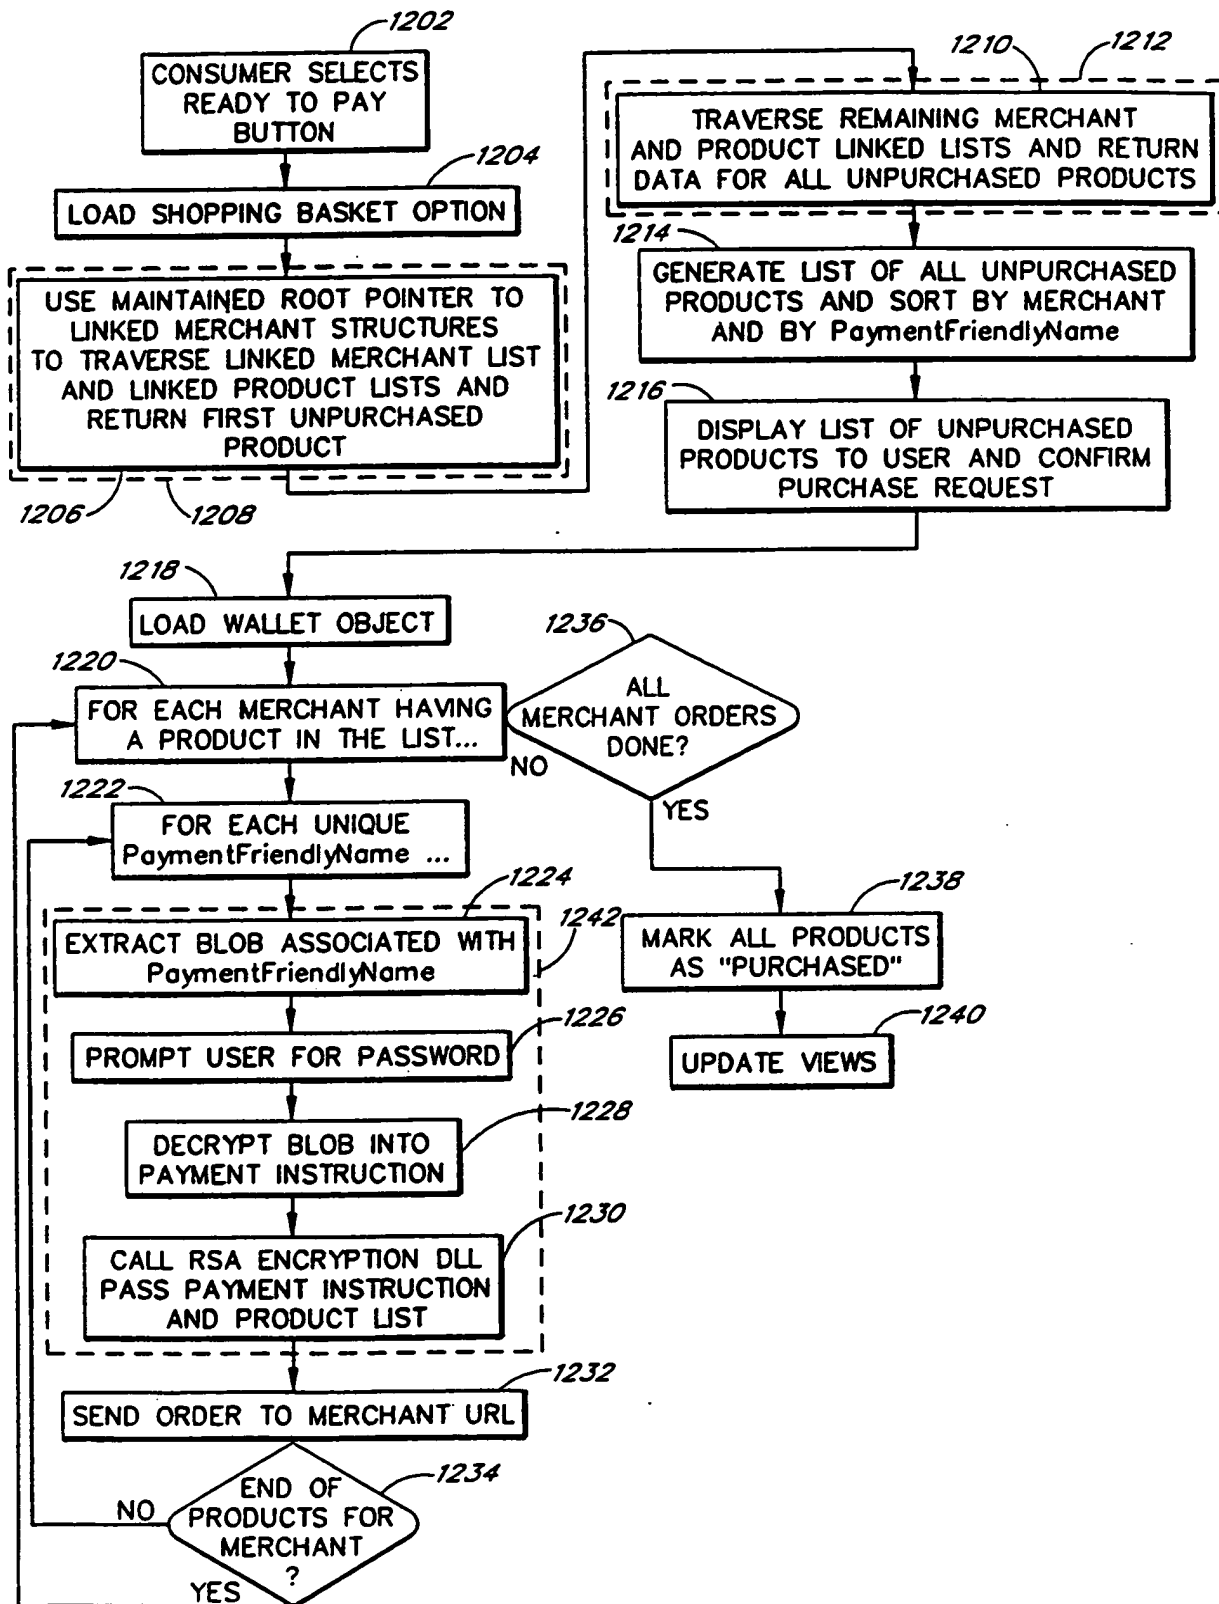 1202
CONSUMER SELECTS
READY TO PAY
BUTTON
1204
LOAD SHOPPING BASKET OPTION
USE MAINTAINED ROOT POINTER TO
LINKED MERCHANT STRUCTURES
TO TRAVERSE LINKED MERCHANT LIST
AND LINKED PRODUCT LISTS AND
RETURN FIRST UNPURCHASED
PRODUCT
1206
1208
1210
1212
TRAVERSE REMAINING MERCHANT
AND PRODUCT LINKED LISTS AND RETURN
DATA FOR ALL UNPURCHASED PRODUCTS
1214
GENERATE LIST OF ALL UNPURCHASED
PRODUCTS AND SORT BY MERCHANT
AND BY PaymentFriendlyName
1216
DISPLAY LIST OF UNPURCHASED
PRODUCTS TO USER AND CONFIRM
PURCHASE REQUEST
1218
LOAD WALLET OBJECT
1220
FOR EACH MERCHANT HAVING
A PRODUCT IN THE LIST...
1222
FOR EACH UNIQUE
PaymentFriendlyName ...
1224
1242
EXTRACT BLOB ASSOCIATED WITH
PaymentFriendlyName
1226
PROMPT USER FOR PASSWORD
1228
DECRYPT BLOB INTO
PAYMENT INSTRUCTION
1230
CALL RSA ENCRYPTION DLL
PASS PAYMENT INSTRUCTION
AND PRODUCT LIST
1232
SEND ORDER TO MERCHANT URL
1234
END OF
PRODUCTS FOR
MERCHANT
?
NO
YES
1236
ALL
MERCHANT ORDERS
DONE?
NO
YES
1238
MARK ALL PRODUCTS
AS "PURCHASED"
1240
UPDATE VIEWS